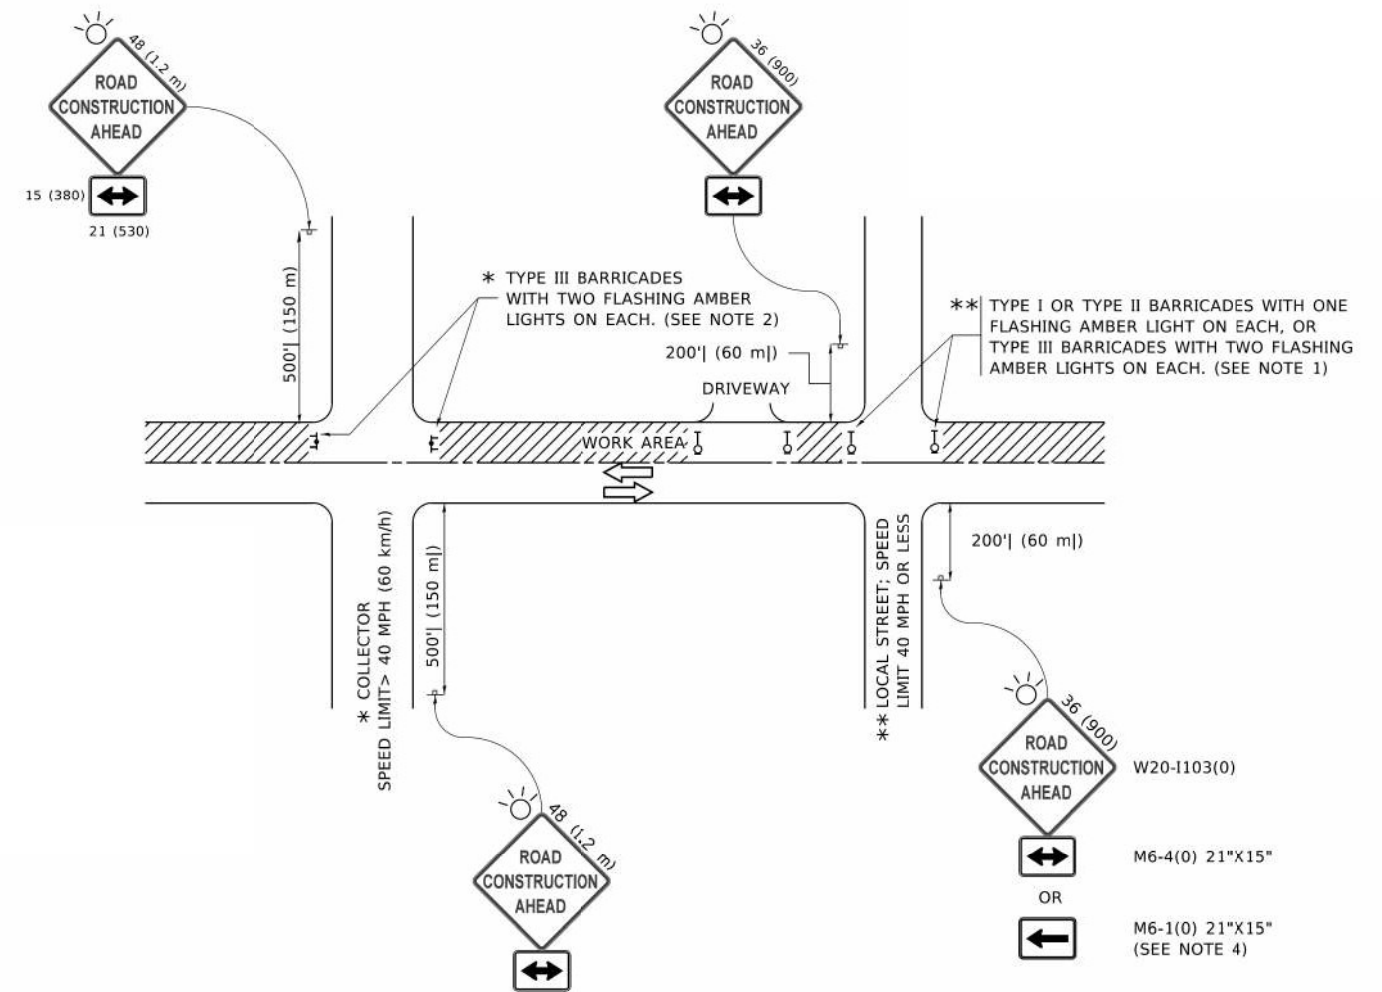 48 (1.2 m)
ROAD
CONSTRUCTION
AHEAD
15 (380)
21 (530)
36 (900)
ROAD
CONSTRUCTION
AHEAD
500'| (150 m)
* TYPE III BARRICADES
WITH TWO FLASHING AMBER
LIGHTS ON EACH. (SEE NOTE 2)
** TYPE I OR TYPE II BARRICADES WITH ONE
FLASHING AMBER LIGHT ON EACH, OR
TYPE III BARRICADES WITH TWO FLASHING
AMBER LIGHTS ON EACH. (SEE NOTE 1)
200'| (60 m|)
DRIVEWAY
WORK AREA
* COLLECTOR
SPEED LIMIT> 40 MPH (60 km/h)
500'| (150 m|)
** LOCAL STREET; SPEED
LIMIT 40 MPH OR LESS
200'| (60 m|)
48 (1.2 m)
ROAD
CONSTRUCTION
AHEAD
36 (900)
ROAD
CONSTRUCTION
AHEAD
W20-I103(0)
M6-4(0) 21"X15"
OR
M6-1(0) 21"X15"
(SEE NOTE 4)